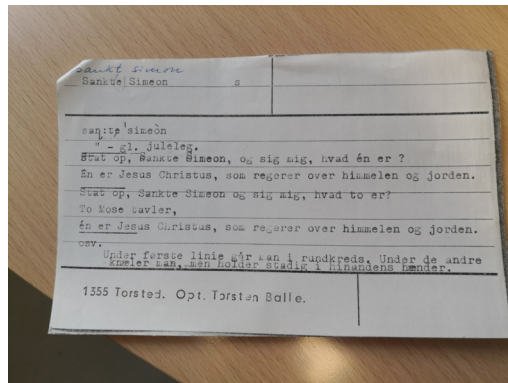 sankt simon
Sankte Simeon s
san:te 'simeòn
" - gl. juleleg.
Stat op, Sankte Simeon, og sig mig, hvad én er ?
Én er Jesus Christus, som regerer over himmelen og jorden.
Stat op, Sankte Simeon og sig mig, hvad to er?
To Mose tavler,
én er Jesus Christus, som regerer over himmelen og jorden.
osv.
Under første linie går man i rundkreds. Under de andre
knæler man, men holder stadig i hinandens hænder.
1355 Torsted. Opt. Torsten Balle.